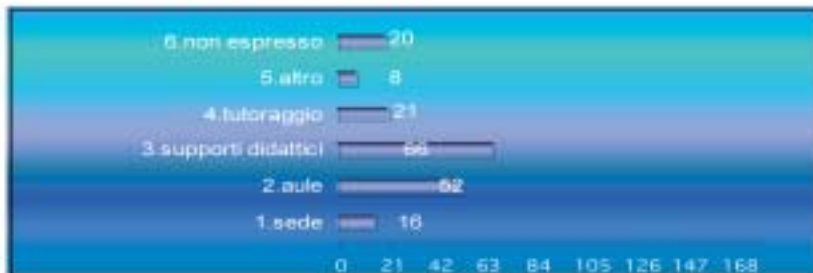 6.non espresso 20
5.altro 8
4.tutoraggio 21
3.supporti didattici 66
2.aule 52
1.sede 16
0 21 42 63 84 105 126 147 168